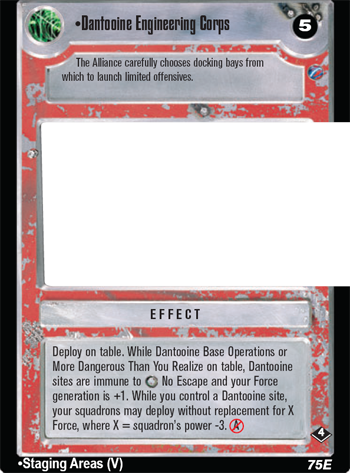 •Dantooine Engineering Corps
5
The Alliance carefully chooses docking bays from
which to launch limited offensives.
EFFECT
Deploy on table. While Dantooine Base Operations or
More Dangerous Than You Realize on table, Dantooine
sites are immune to No Escape and your Force
generation is +1. While you control a Dantooine site,
your squadrons may deploy without replacement for X
Force, where X = squadron's power -3. A
4
•Staging Areas (V)
75E